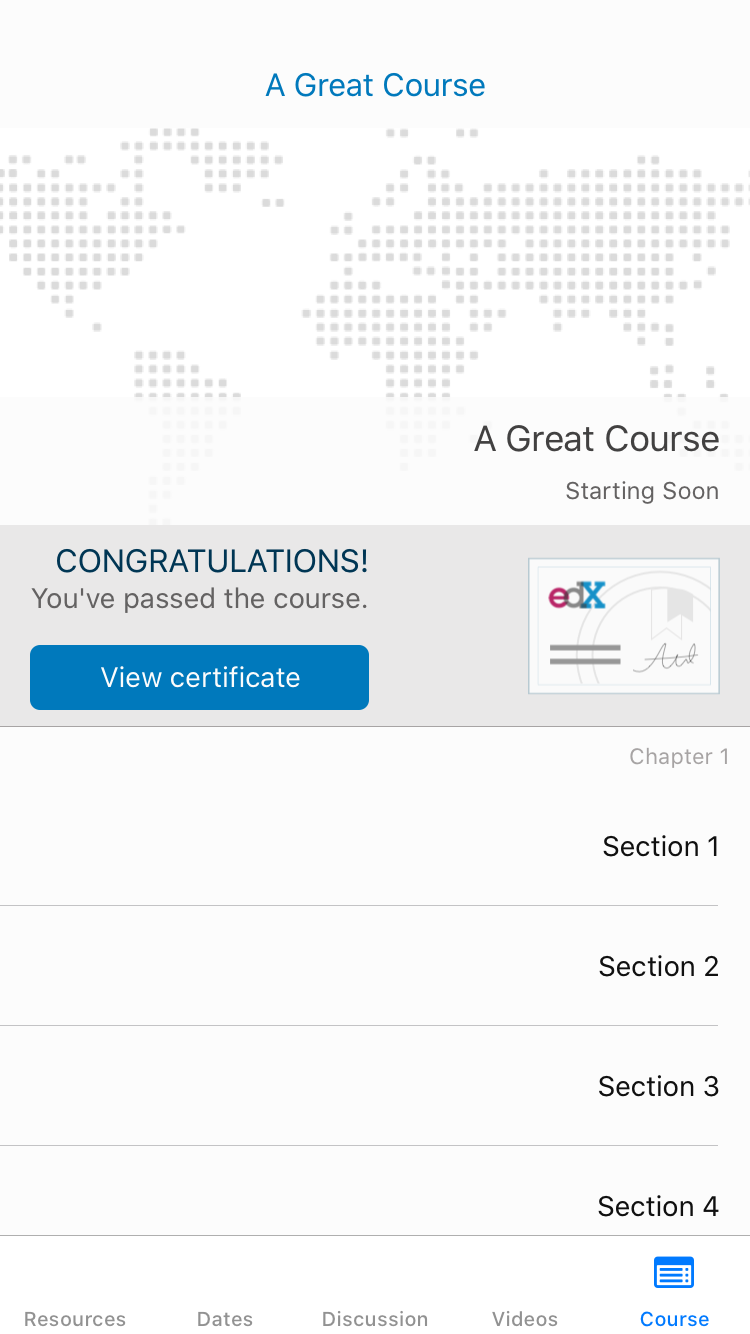 A Great Course
A Great Course
Starting Soon
CONGRATULATIONS!
You've passed the course.
View certificate
edX
Chapter 1
Section 1
Section 2
Section 3
Section 4
Resources
Dates
Discussion
Videos
Course